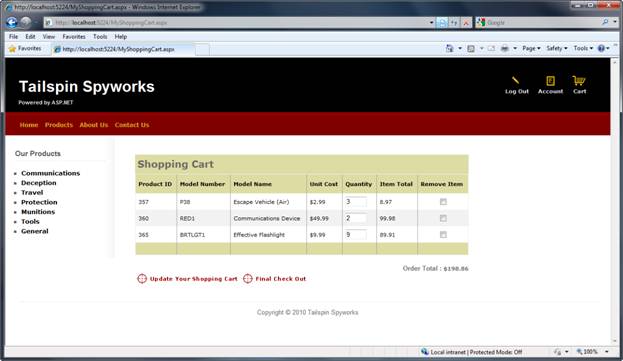 http://localhost:5224/MyShoppingCart.aspx - Windows Internet Explorer
http://localhost:5224/MyShoppingCart.aspx
Google
File Edit View Favorites Tools Help
Favorites http://localhost:5224/MyShoppingCart.aspx
Page Safety Tools
Tailspin Spyworks
Powered by ASP.NET
Log Out Account Cart
Home Products About Us Contact Us
Our Products
Communications
Deception
Travel
Protection
Munitions
Tools
General
Shopping Cart
Product ID Model Number Model Name Unit Cost Quantity Item Total Remove Item
357 P38 Escape Vehicle (Air) $2.99 3 8.97
360 RED1 Communications Device $49.99 2 99.98
365 BRTLGT1 Effective Flashlight $9.99 9 89.91
Order Total : $198.86
Update Your Shopping Cart Final Check Out
Copyright © 2010 Tailspin Spyworks
Local intranet | Protected Mode: Off 100%